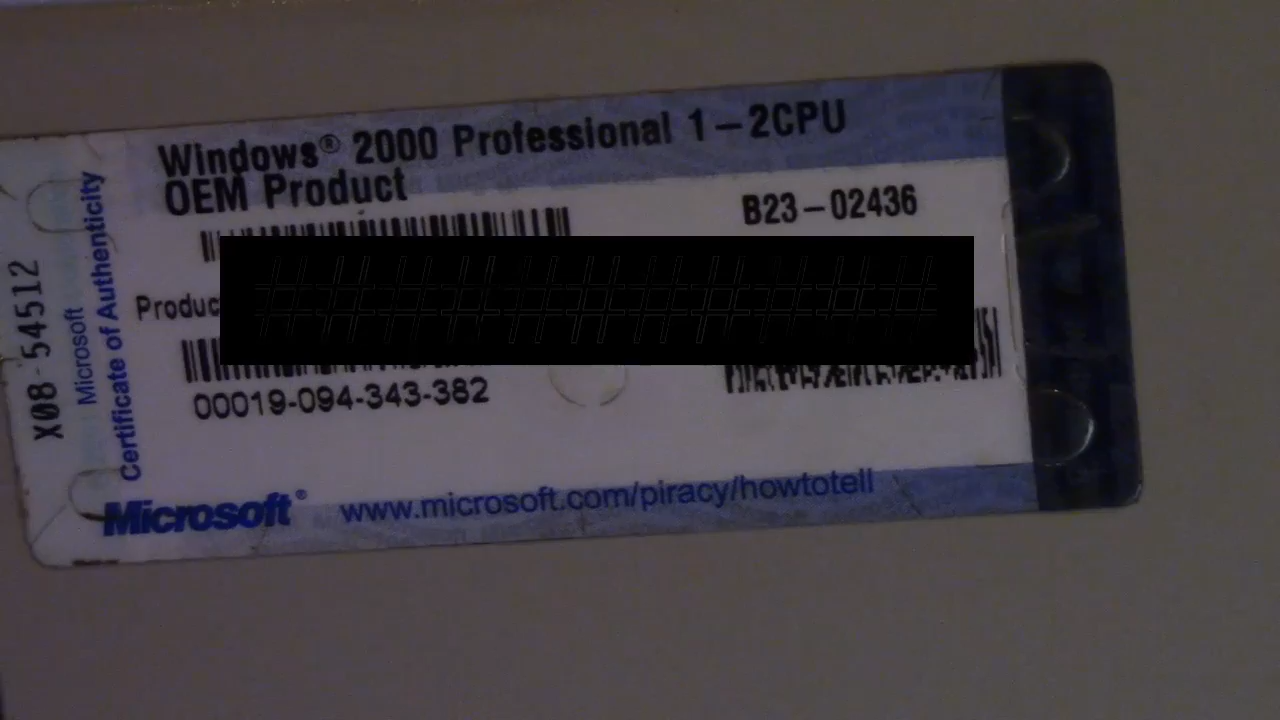 Windows® 2000 Professional 1-2CPU
OEM Product
B23-02436
Produc
00019-094-343-382
Microsoft® www.microsoft.com/piracy/howtotell
X08-54512
Microsoft
Certificate of Authenticity